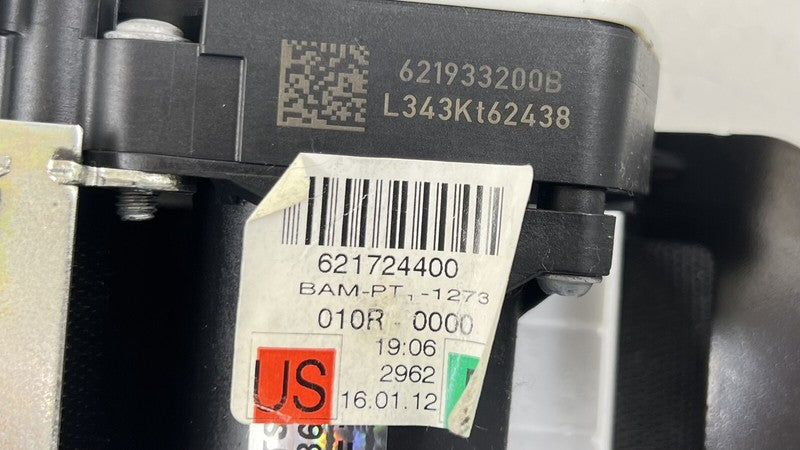 621933200B
L343Kt62438
621724400
BAM-PT₁-1273
010R-0000
19:06
2962
US
16.01.12